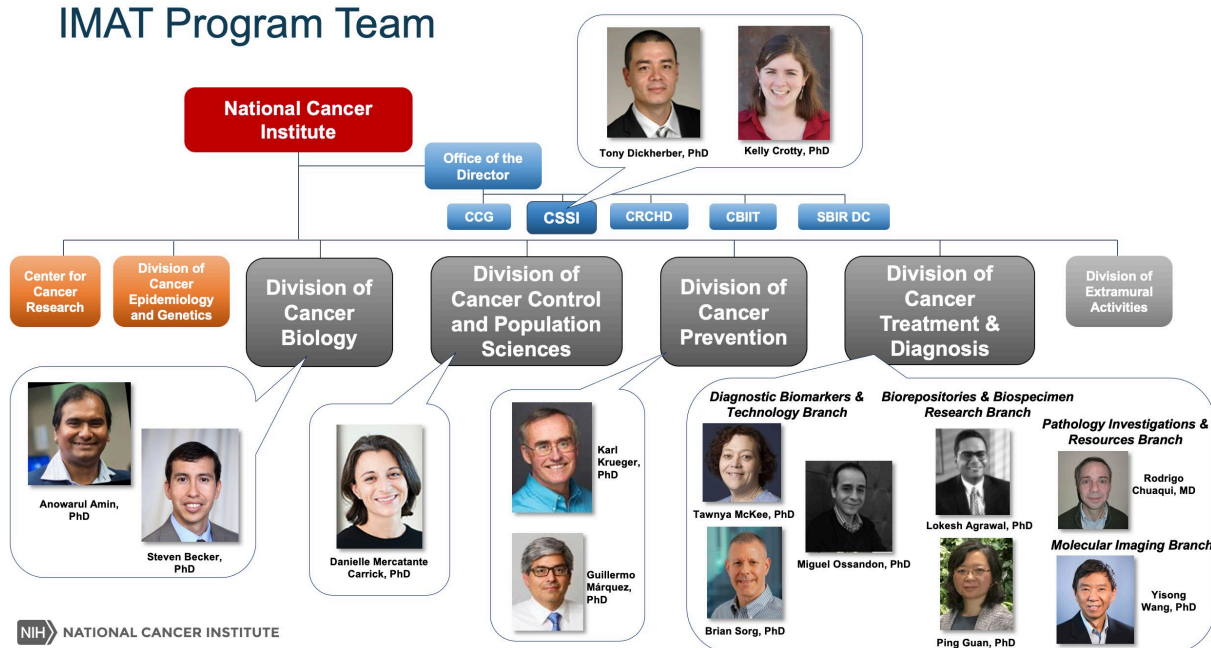 IMAT Program Team
Tony Dickherber, PhD
Kelly Crotty, PhD
National Cancer
Institute
Office of the
Director
CCG
CSSI
CRCHD
CBIIT
SBIR DC
Center for
Cancer
Research
Division of
Cancer
Epidemiology
and Genetics
Division of
Cancer
Biology
Division of
Cancer Control
and Population
Sciences
Division of
Cancer
Prevention
Division of
Cancer
Treatment &
Diagnosis
Division of
Extramural
Activities
Anowarul Amin,
PhD
Steven Becker,
PhD
Danielle Mercatante
Carrick, PhD
Karl
Krueger,
PhD
Guillermo
Márquez,
PhD
Diagnostic Biomarkers &
Technology Branch
Tawnya McKee, PhD
Miguel Ossandon, PhD
Brian Sorg, PhD
Biorepositories & Biospecimen
Research Branch
Lokesh Agrawal, PhD
Ping Guan, PhD
Pathology Investigations &
Resources Branch
Rodrigo
Chuaqui, MD
Molecular Imaging Branch
Yisong
Wang, PhD
NIH NATIONAL CANCER INSTITUTE